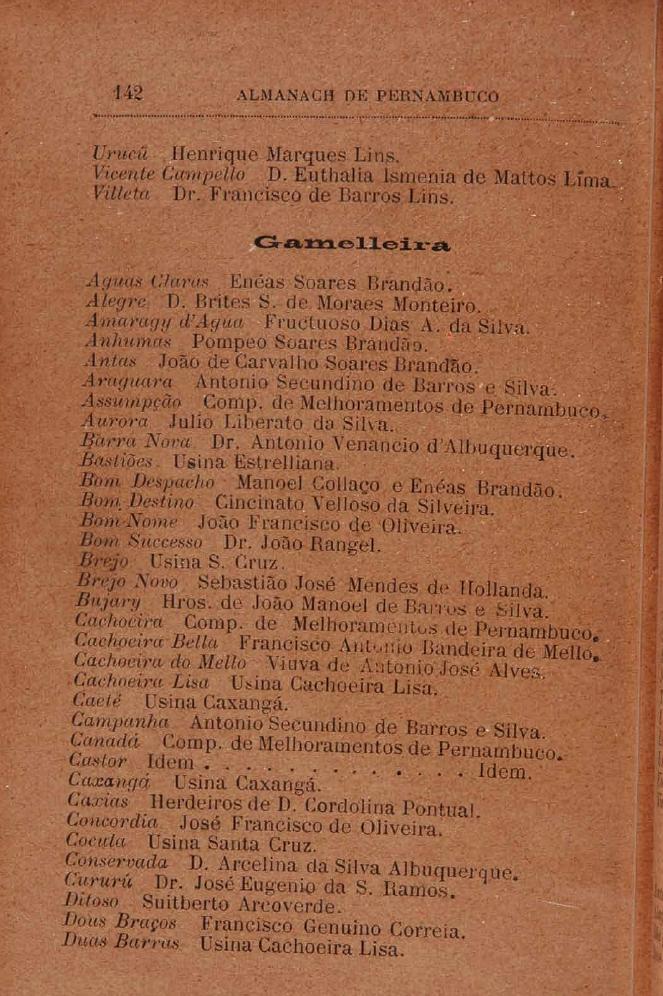 142 ALMANACH DE PERNAMBUCO
Urucú Henrique Marques Lins.
Vicente Campello D. Euthalia Ismenia de Mattos Lima.
Villeta Dr. Francisco de Barros Lins.
Gamelleira
Aguas Claras Enéas Soares Brandão.
Alegre D. Brites S. de Moraes Monteiro.
Amaragy d'Agua Fructuoso Dias A. da Silva.
Anhumas Pompeo Soares Brandão.
Antas João de Carvalho Soares Brandão.
Araguara Antonio Secundino de Barros e Silva.
Assumpção Comp. de Melhoramentos de Pernambuco.
Aurora Julio Liberato da Silva.
Barra Nova Dr. Antonio Venancio d'Albuquerque.
Bastiões Usina Estrelliana.
Bom Despacho Manoel Collaço e Enéas Brandão.
Bom Destino Cincinato Velloso da Silveira.
Bom Nome João Francisco de Oliveira.
Bom Successo Dr. João Rangel.
Brejo Usina S. Cruz.
Brejo Novo Sebastião José Mendes de Hollanda.
Bujary Hros. de João Manoel de Barros e Silva.
Cachoeira Comp. de Melhoramentos de Pernambuco.
Cachoeira Bella Francisco Antonio Bandeira de Mello.
Cachoeira do Mello Viuva de Antonio José Alves.
Cachoeira Lisa Usina Cachoeira Lisa.
Caeté Usina Caxangá.
Campanha Antonio Secundino de Barros e Silva.
Canadá Comp. de Melhoramentos de Pernambuco.
Castor Idem . . . . . . . . . . . . . . Idem.
Caxangá Usina Caxangá.
Caxias Herdeiros de D. Cordolina Pontual.
Concordia José Francisco de Oliveira.
Cocula Usina Santa Cruz.
Conservada D. Arcelina da Silva Albuquerque.
Cururú Dr. José Eugenio da S. Ramos.
Ditoso Suitberto Arcoverde.
Dous Braços Francisco Genuino Correia.
Duas Barras Usina Cachoeira Lisa.